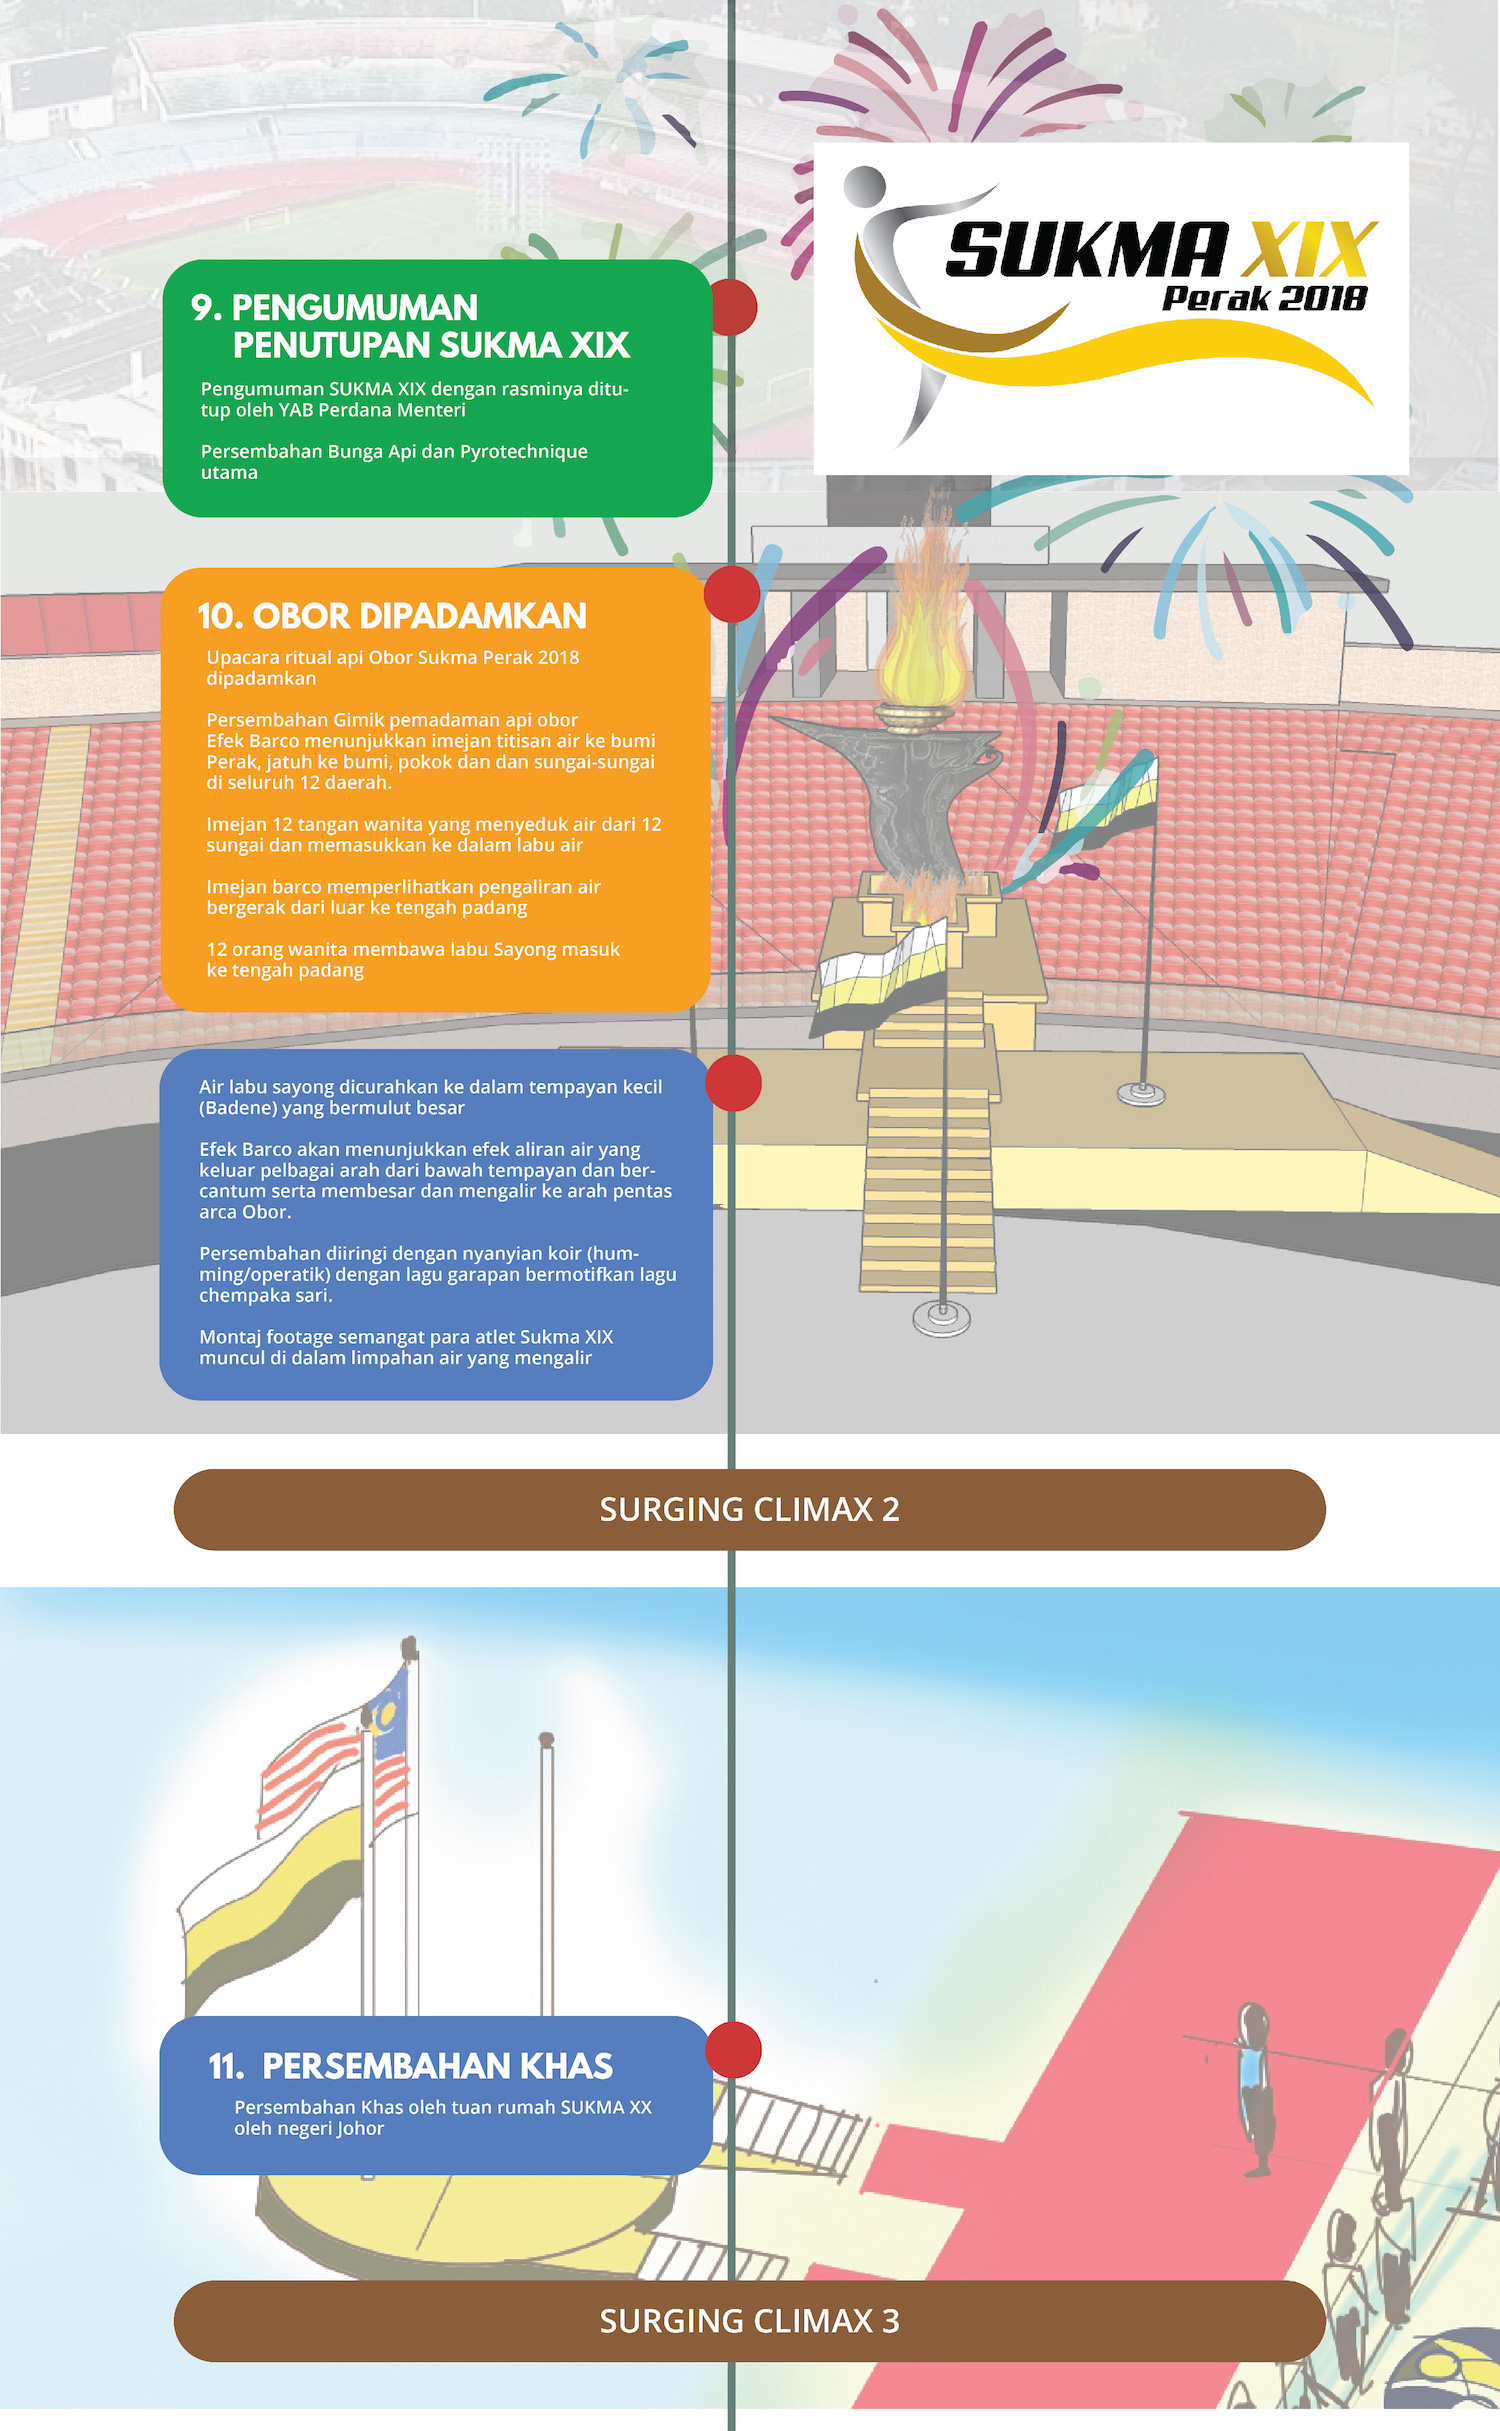 SUKMA XIX
Perak 2018
9. PENGUMUMAN
PENUTUPAN SUKMA XIX
Pengumuman SUKMA XIX dengan rasminya ditu-
tup oleh YAB Perdana Menteri
Persembahan Bunga Api dan Pyrotechnique
utama
10. OBOR DIPADAMKAN
Upacara ritual api Obor Sukma Perak 2018
dipadamkan
Persembahan Gimik pemadaman api obor
Efek Barco menunjukkan imejan titisan air ke bumi
Perak, jatuh ke bumi, pokok dan dan sungai-sungai
di seluruh 12 daerah.
Imejan 12 tangan wanita yang menyeduk air dari 12
sungai dan memasukkan ke dalam labu air
Imejan barco memperlihatkan pengaliran air
bergerak dari luar ke tengah padang
12 orang wanita membawa labu Sayong masuk
ke tengah padang
Air labu sayong dicurahkan ke dalam tempayan kecil
(Badene) yang bermulut besar
Efek Barco akan menunjukkan efek aliran air yang
keluar pelbagai arah dari bawah tempayan dan ber-
cantum serta membesar dan mengalir ke arah pentas
arca Obor.
Persembahan diiringi dengan nyanyian koir (hum-
ming/operatik) dengan lagu garapan bermotifkan lagu
chempaka sari.
Montaj footage semangat para atlet Sukma XIX
muncul di dalam limpahan air yang mengalir
SURGING CLIMAX 2
11. PERSEMBAHAN KHAS
Persembahan Khas oleh tuan rumah SUKMA XX
oleh negeri Johor
SURGING CLIMAX 3